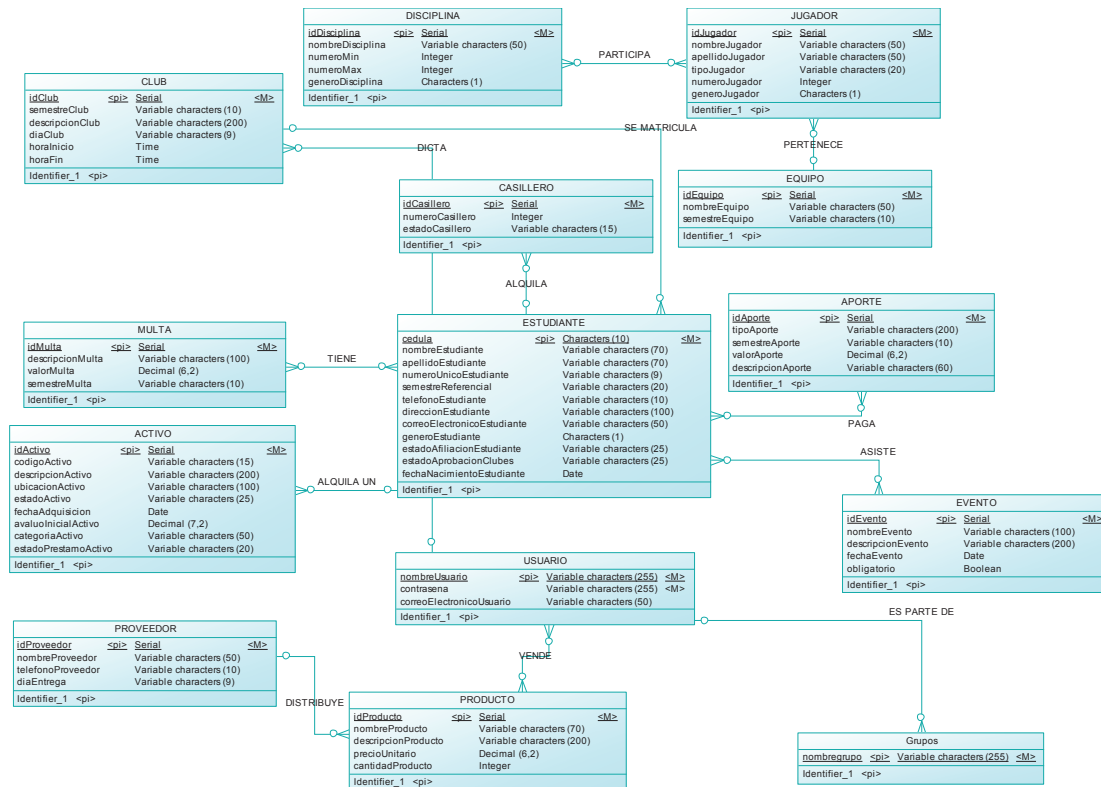 DISCIPLINA
idDisciplina <pi> Serial <M>
nombreDisciplina Variable characters (50)
numeroMin Integer
numeroMax Integer
generoDisciplina Characters (1)
Identifier_1 <pi>
PARTICIPA
JUGADOR
idJugador <pi> Serial <M>
nombreJugador Variable characters (50)
apellidoJugador Variable characters (50)
tipoJugador Variable characters (20)
numeroJugador Integer
generoJugador Characters (1)
Identifier_1 <pi>
CLUB
idClub <pi> Serial <M>
semestreClub Variable characters (10)
descripcionClub Variable characters (200)
diaClub Variable characters (9)
horaInicio Time
horaFin Time
Identifier_1 <pi>
SE MATRICULA
DICTA
PERTENECE
EQUIPO
idEquipo <pi> Serial <M>
nombreEquipo Variable characters (50)
semestreEquipo Variable characters (10)
Identifier_1 <pi>
CASILLERO
idCasillero <pi> Serial <M>
numeroCasillero Integer
estadoCasillero Variable characters (15)
Identifier_1 <pi>
ALQUILA
APORTE
idAporte <pi> Serial <M>
tipoAporte Variable characters (200)
semestreAporte Variable characters (10)
valorAporte Decimal (6,2)
descripcionAporte Variable characters (60)
Identifier_1 <pi>
PAGA
ESTUDIANTE
cedula <pi> Characters (10) <M>
nombreEstudiante Variable characters (70)
apellidoEstudiante Variable characters (70)
numeroUnicoEstudiante Variable characters (9)
semestreReferencial Variable characters (20)
telefonoEstudiante Variable characters (10)
direccionEstudiante Variable characters (100)
correoElectronicoEstudiante Variable characters (50)
generoEstudiante Characters (1)
estadoAfiliacionEstudiante Variable characters (25)
estadoAprobacionClubes Variable characters (25)
fechaNacimientoEstudiante Date
Identifier_1 <pi>
MULTA
idMulta <pi> Serial <M>
descripcionMulta Variable characters (100)
valorMulta Decimal (6,2)
semestreMulta Variable characters (10)
Identifier_1 <pi>
TIENE
ACTIVO
idActivo <pi> Serial <M>
codigoActivo Variable characters (15)
descripcionActivo Variable characters (200)
ubicacionActivo Variable characters (100)
estadoActivo Variable characters (25)
fechaAdquisicion Date
avaluoInicialActivo Decimal (7,2)
categoriaActivo Variable characters (50)
estadoPrestamoActivo Variable characters (20)
Identifier_1 <pi>
ALQUILA UN
ASISTE
EVENTO
idEvento <pi> Serial <M>
nombreEvento Variable characters (100)
descripcionEvento Variable characters (200)
fechaEvento Date
obligatorio Boolean
Identifier_1 <pi>
USUARIO
nombreUsuario <pi> Variable characters (255) <M>
contrasena Variable characters (255) <M>
correoElectronicoUsuario Variable characters (50)
Identifier_1 <pi>
ES PARTE DE
VENDE
PROVEEDOR
idProveedor <pi> Serial <M>
nombreProveedor Variable characters (50)
telefonoProveedor Variable characters (10)
diaEntrega Variable characters (9)
Identifier_1 <pi>
DISTRIBUYE
PRODUCTO
idProducto <pi> Serial <M>
nombreProducto Variable characters (70)
descripcionProducto Variable characters (200)
precioUnitario Decimal (6,2)
cantidadProducto Integer
Identifier_1 <pi>
Grupos
nombregrupo <pi> Variable characters (255) <M>
Identifier_1 <pi>